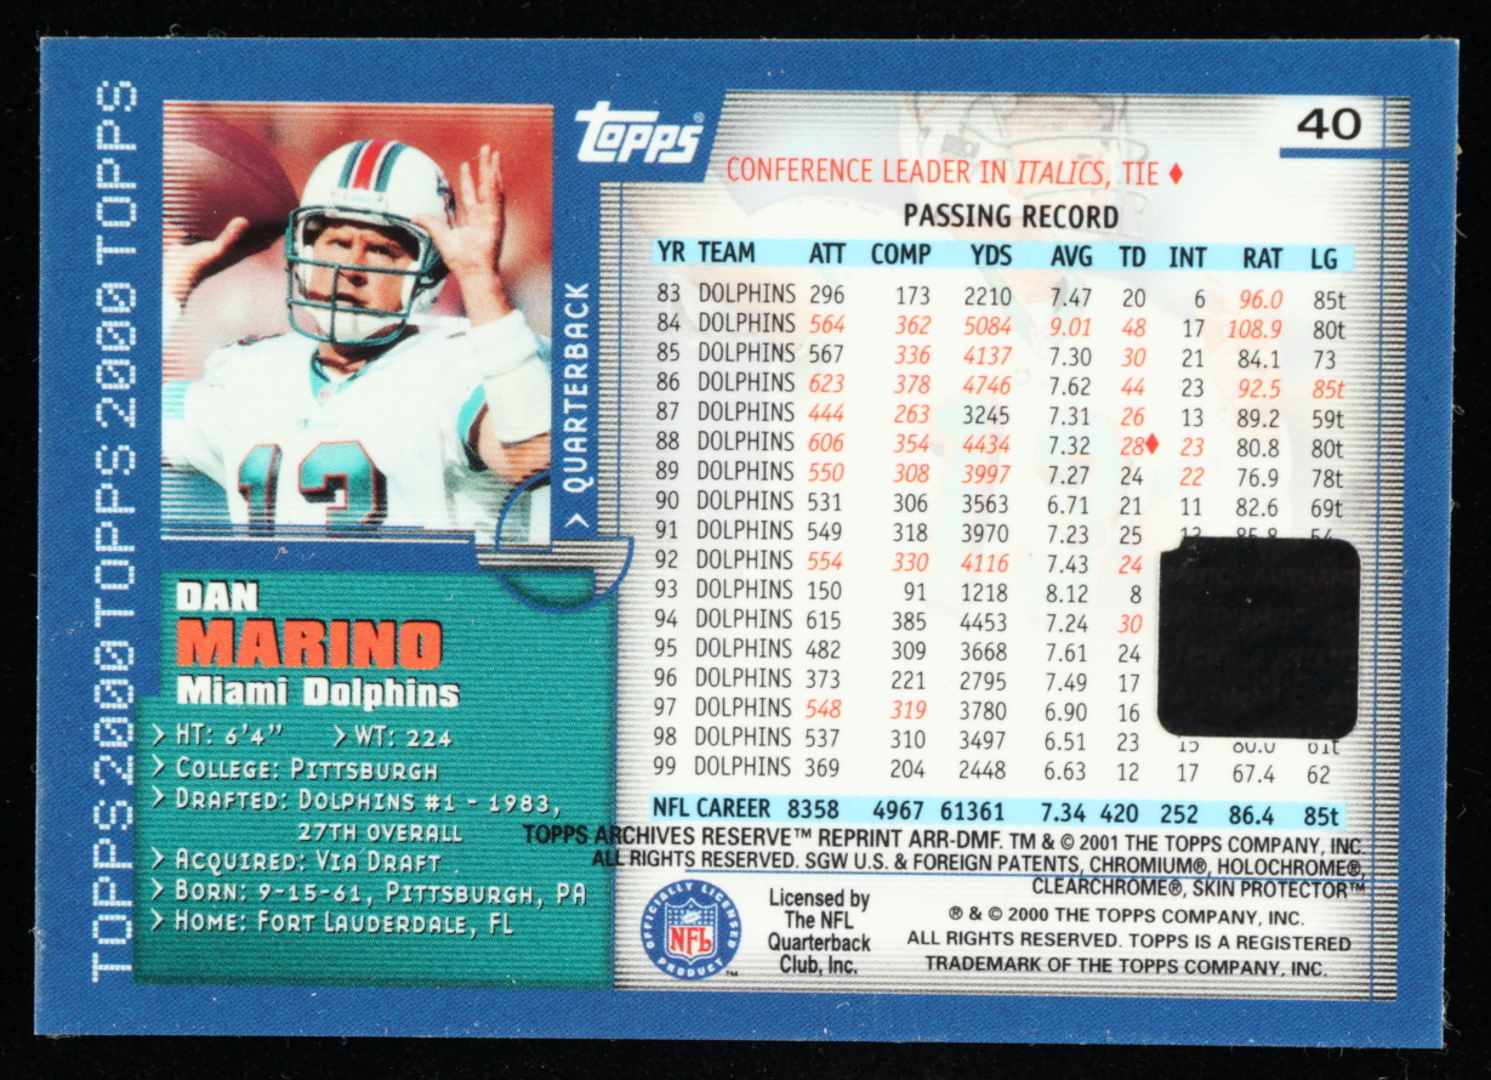 TOPPS 2000 TOPPS 2000 TOPPS 2000 TOPPS
Topps®
40
CONFERENCE LEADER IN ITALICS, TIE ♦
PASSING RECORD
YR TEAM ATT COMP YDS AVG TD INT RAT LG
83 DOLPHINS 296 173 2210 7.47 20 6 96.0 85t
84 DOLPHINS 564 362 5084 9.01 48 17 108.9 80t
85 DOLPHINS 567 336 4137 7.30 30 21 84.1 73
86 DOLPHINS 623 378 4746 7.62 44 23 92.5 85t
87 DOLPHINS 444 263 3245 7.31 26 13 89.2 59t
88 DOLPHINS 606 354 4434 7.32 28♦ 23 80.8 80t
89 DOLPHINS 550 308 3997 7.27 24 22 76.9 78t
90 DOLPHINS 531 306 3563 6.71 21 11 82.6 69t
91 DOLPHINS 549 318 3970 7.23 25
92 DOLPHINS 554 330 4116 7.43 24
93 DOLPHINS 150 91 1218 8.12 8
94 DOLPHINS 615 385 4453 7.24 30
95 DOLPHINS 482 309 3668 7.61 24
96 DOLPHINS 373 221 2795 7.49 17
97 DOLPHINS 548 319 3780 6.90 16
98 DOLPHINS 537 310 3497 6.51 23 15 80.0 61t
99 DOLPHINS 369 204 2448 6.63 12 17 67.4 62
NFL CAREER 8358 4967 61361 7.34 420 252 86.4 85t
> QUARTERBACK
13
DAN
MARINO
Miami Dolphins
> HT: 6'4" > WT: 224
> COLLEGE: PITTSBURGH
> DRAFTED: DOLPHINS #1 - 1983,
27TH OVERALL
> ACQUIRED: VIA DRAFT
> BORN: 9-15-61, PITTSBURGH, PA
> HOME: FORT LAUDERDALE, FL
TOPPS ARCHIVES RESERVE™ REPRINT ARR-DMF. TM & © 2001 THE TOPPS COMPANY, INC.
ALL RIGHTS RESERVED. SGW U.S. & FOREIGN PATENTS, CHROMIUM®, HOLOCHROME®,
CLEARCHROME®, SKIN PROTECTOR™
OFFICIALLY LICENSED
NFL
PRODUCT ™
Licensed by
The NFL
Quarterback
Club, Inc.
® & © 2000 THE TOPPS COMPANY, INC.
ALL RIGHTS RESERVED. TOPPS IS A REGISTERED
TRADEMARK OF THE TOPPS COMPANY, INC.